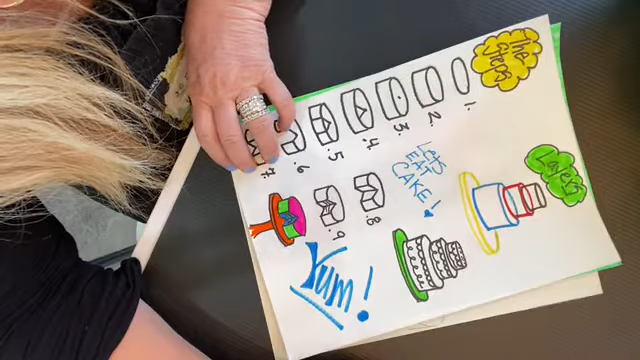 The
Steps
1.
2.
3
.4
.5
.6
.7
.8
.9
Let's
EAT
CAKE!
Layers
Yum!